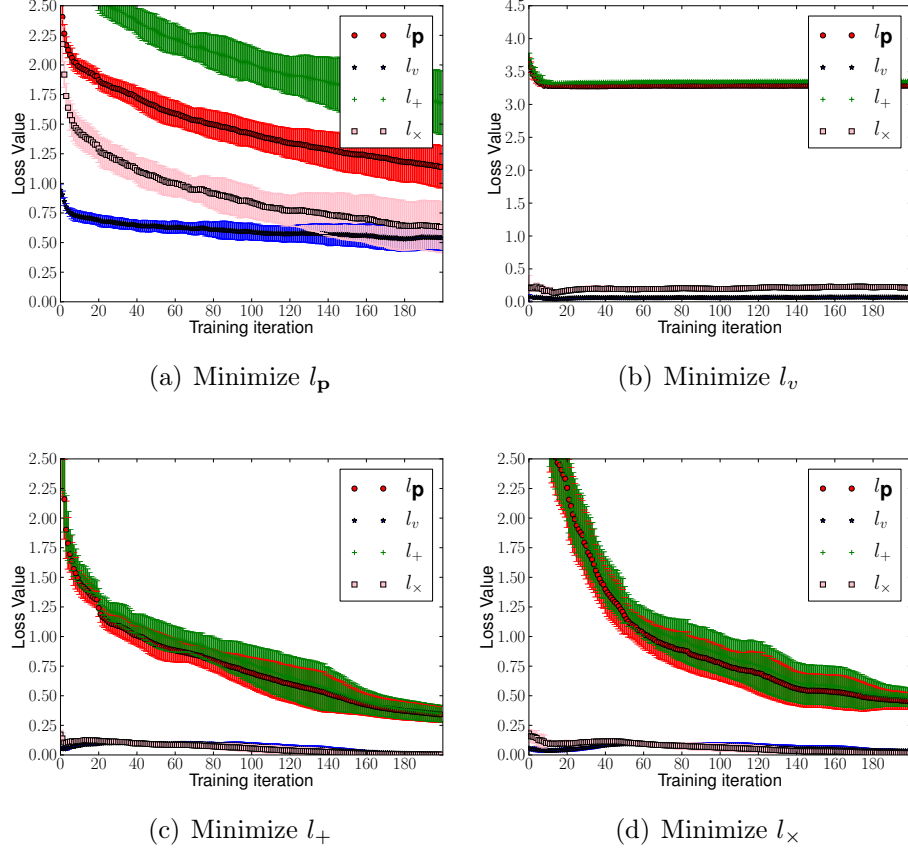 2.50
2.25
2.00
1.75
1.50
1.25
1.00
0.75
0.50
0.25
0.00
Loss Value
0 20 40 60 80 100 120 140 160 180
Training iteration
l𝐩
lᵥ
l₊
l×
(a) Minimize l𝐩
4.5
4.0
3.5
3.0
2.5
2.0
1.5
1.0
0.5
0.0
Loss Value
0 20 40 60 80 100 120 140 160 180
Training iteration
l𝐩
lᵥ
l₊
l×
(b) Minimize lᵥ
2.50
2.25
2.00
1.75
1.50
1.25
1.00
0.75
0.50
0.25
0.00
Loss Value
0 20 40 60 80 100 120 140 160 180
Training iteration
l𝐩
lᵥ
l₊
l×
(c) Minimize l₊
2.50
2.25
2.00
1.75
1.50
1.25
1.00
0.75
0.50
0.25
0.00
Loss Value
0 20 40 60 80 100 120 140 160 180
Training iteration
l𝐩
lᵥ
l₊
l×
(d) Minimize l×